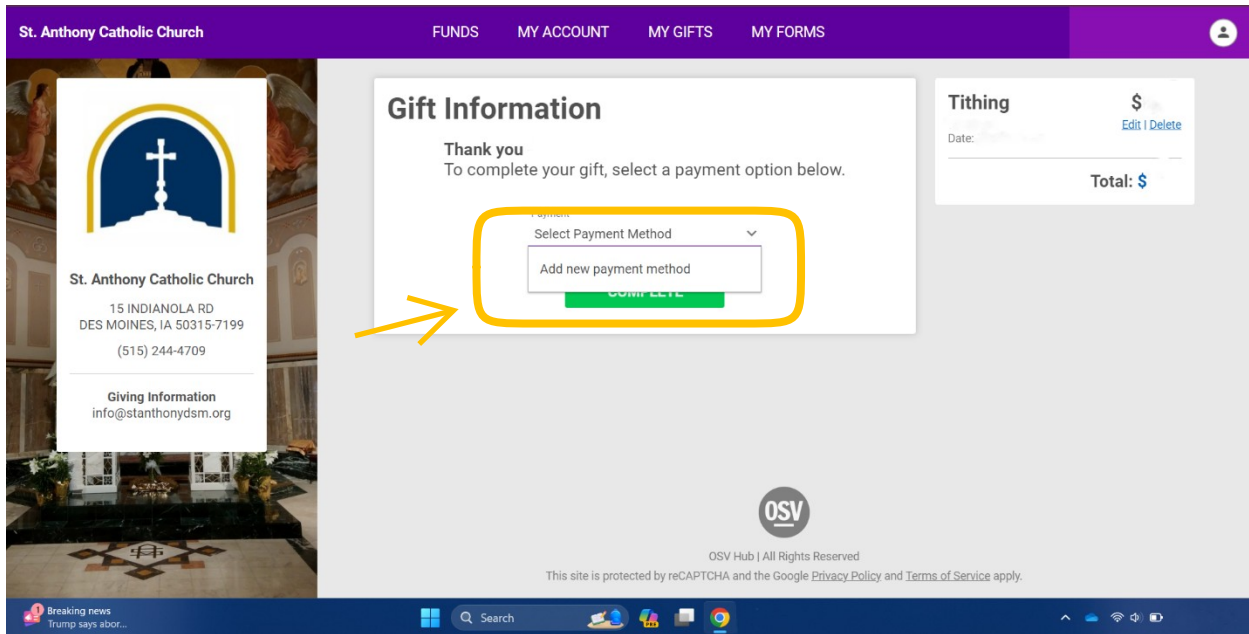 St. Anthony Catholic Church
FUNDS MY ACCOUNT MY GIFTS MY FORMS
Gift Information
Thank you
To complete your gift, select a payment option below.
Payment
Select Payment Method
Add new payment method
COMPLETE
Tithing $
Edit | Delete
Date:
Total: $
St. Anthony Catholic Church
15 INDIANOLA RD
DES MOINES, IA 50315-7199
(515) 244-4709
Giving Information
info@stanthonydsm.org
OSV
OSV Hub | All Rights Reserved
This site is protected by reCAPTCHA and the Google Privacy Policy and Terms of Service apply.
1
Breaking news
Trump says abor...
Search
PRE